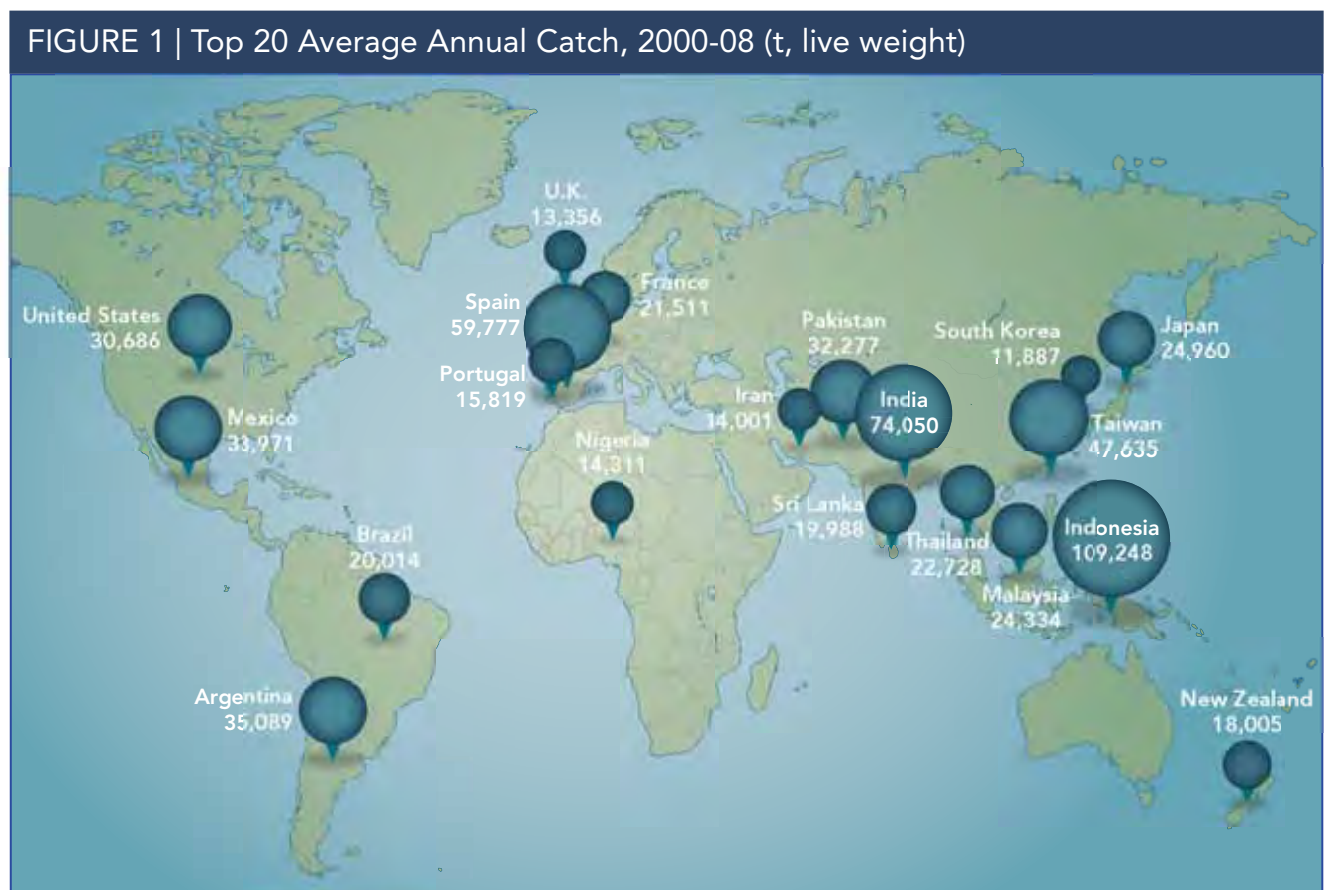 FIGURE 1 | Top 20 Average Annual Catch, 2000-08 (t, live weight)
U.K.
13,356
France
21,511
Spain
59,777
Portugal
15,819
United States
30,686
Mexico
33,971
Pakistan
32,277
South Korea
11,887
Japan
24,960
Iran
14,001
India
74,050
Taiwan
47,635
Nigeria
14,311
Sri Lanka
19,988
Thailand
22,728
Indonesia
109,248
Malaysia
24,334
Brazil
20,014
Argentina
35,089
New Zealand
18,005